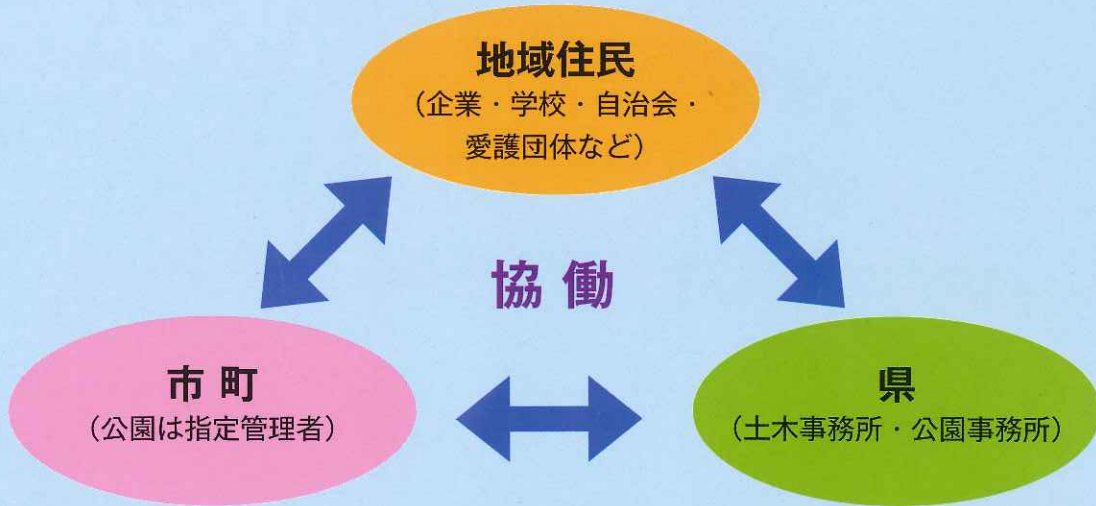 地域住民
（企業・学校・自治会・
愛護団体など）
協働
市町
（公園は指定管理者）
県
（土木事務所・公園事務所）